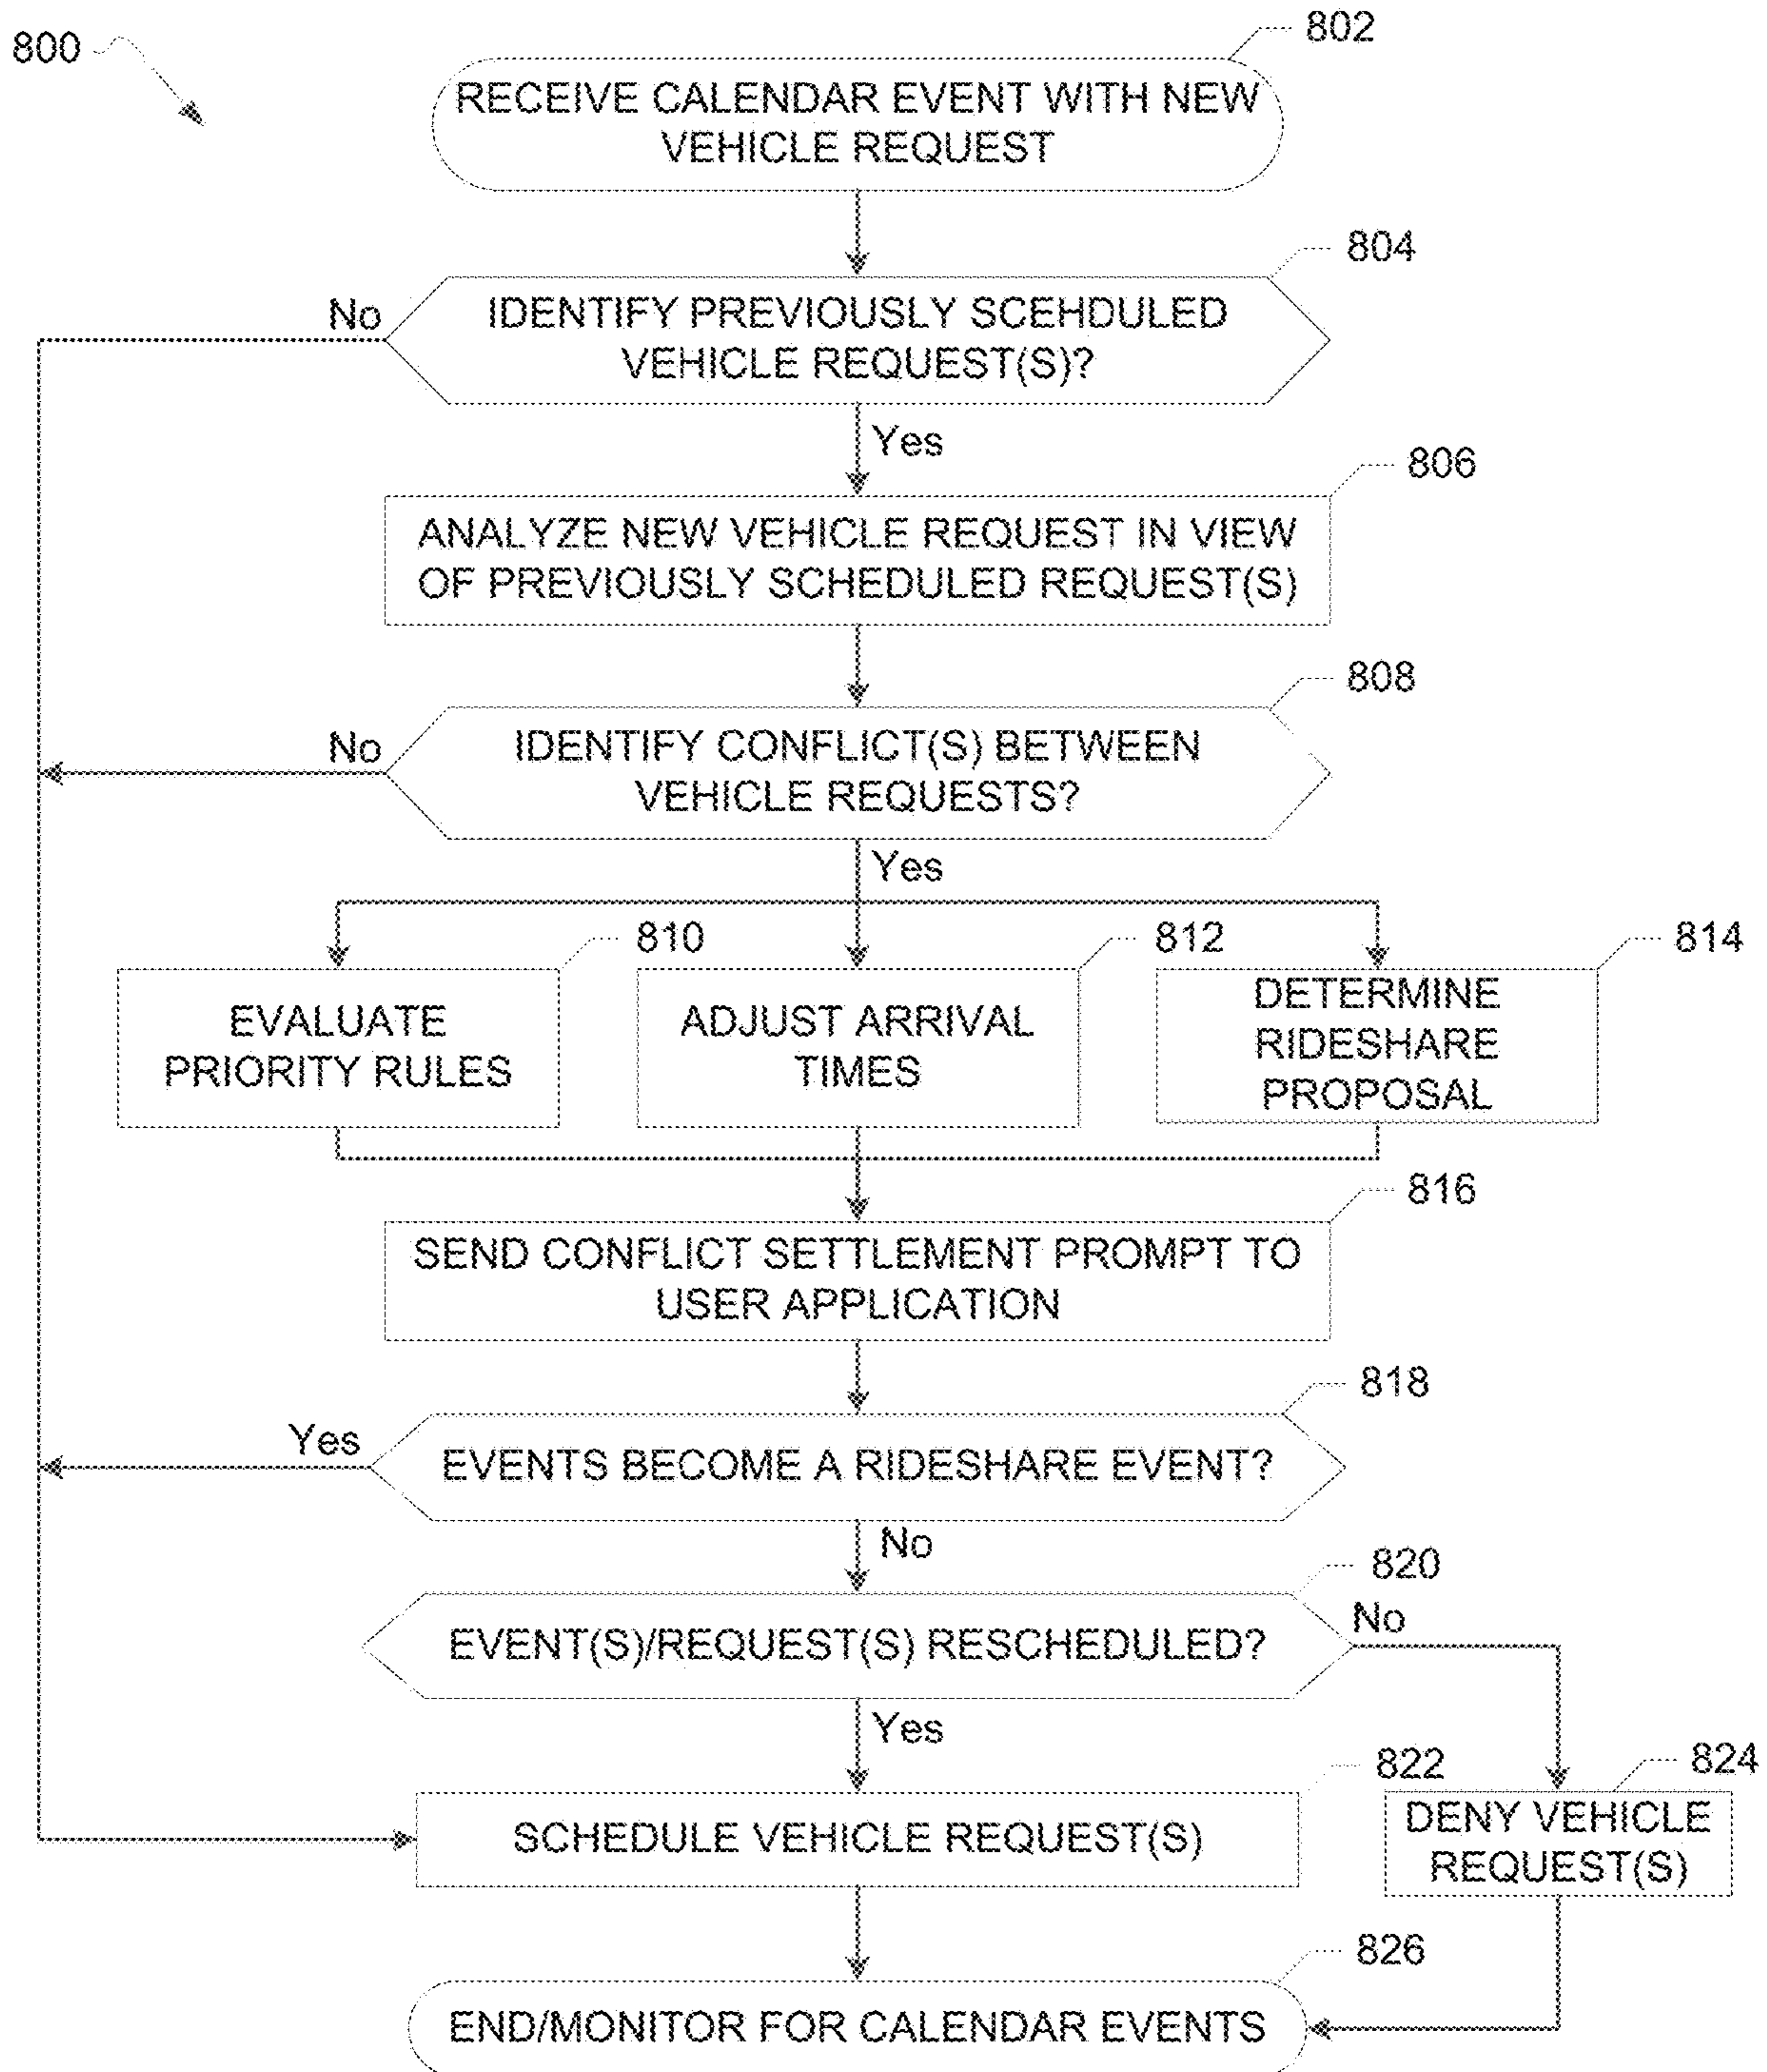 800
802
RECEIVE CALENDAR EVENT WITH NEW
VEHICLE REQUEST
804
No
IDENTIFY PREVIOUSLY SCEHDULED
VEHICLE REQUEST(S)?
Yes
806
ANALYZE NEW VEHICLE REQUEST IN VIEW
OF PREVIOUSLY SCHEDULED REQUEST(S)
808
No
IDENTIFY CONFLICT(S) BETWEEN
VEHICLE REQUESTS?
Yes
810
812
814
EVALUATE
PRIORITY RULES
ADJUST ARRIVAL
TIMES
DETERMINE
RIDESHARE
PROPOSAL
816
SEND CONFLICT SETTLEMENT PROMPT TO
USER APPLICATION
818
Yes
EVENTS BECOME A RIDESHARE EVENT?
No
820
No
EVENT(S)/REQUEST(S) RESCHEDULED?
Yes
822
824
SCHEDULE VEHICLE REQUEST(S)
DENY VEHICLE
REQUEST(S)
826
END/MONITOR FOR CALENDAR EVENTS